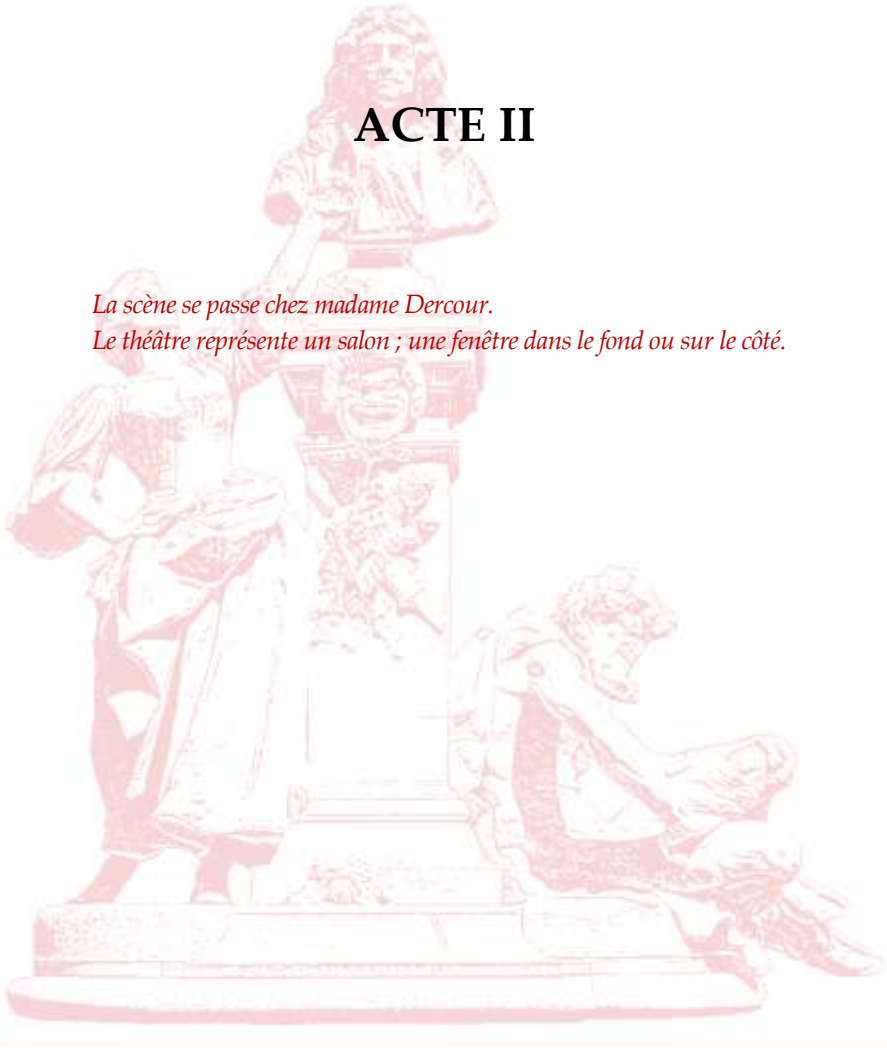 ACTE II
La scène se passe chez madame Dercour.
Le théâtre représente un salon ; une fenêtre dans le fond ou sur le côté.